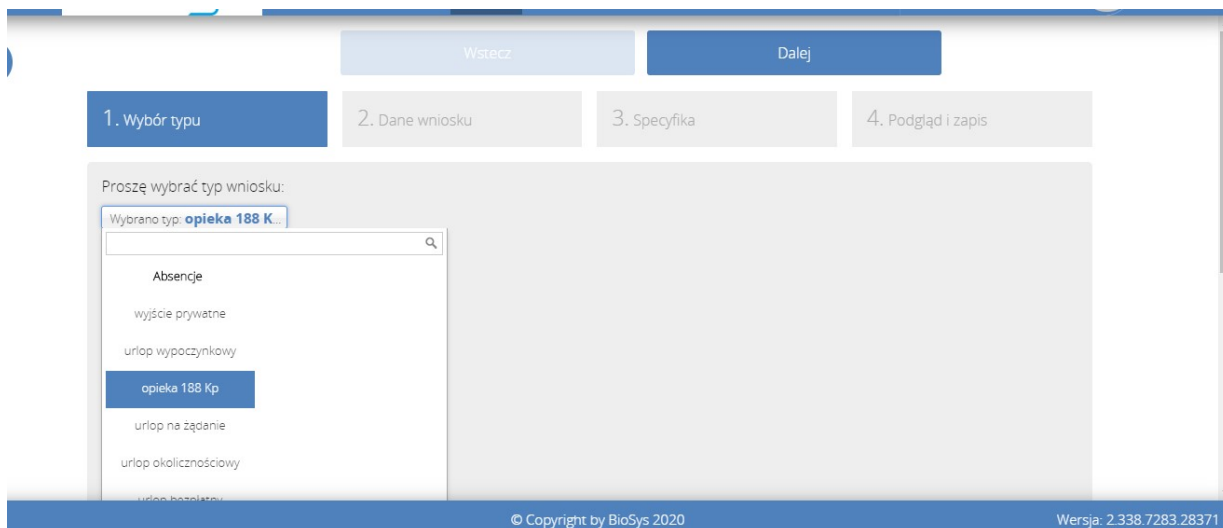 Wstecz
Dalej
1. Wybór typu
2. Dane wniosku
3. Specyfika
4. Podgląd i zapis
Proszę wybrać typ wniosku:
Wybrano typ: opieka 188 K...
Absencje
wyjście prywatne
urlop wypoczynkowy
opieka 188 Kp
urlop na żądanie
urlop okolicznościowy
urlop bezpłatny
© Copyright by BioSys 2020
Wersja: 2.338.7283.28371